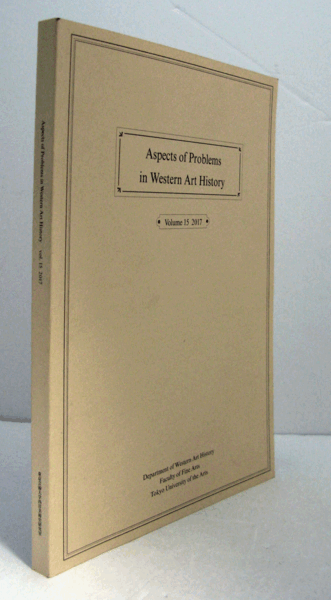 Aspects of Problems
in Western Art History
Volume 15 2017
Department of Western Art History
Faculty of Fine Arts
Tokyo University of the Arts
Aspects of Problems in Western Art History vol. 15 2017